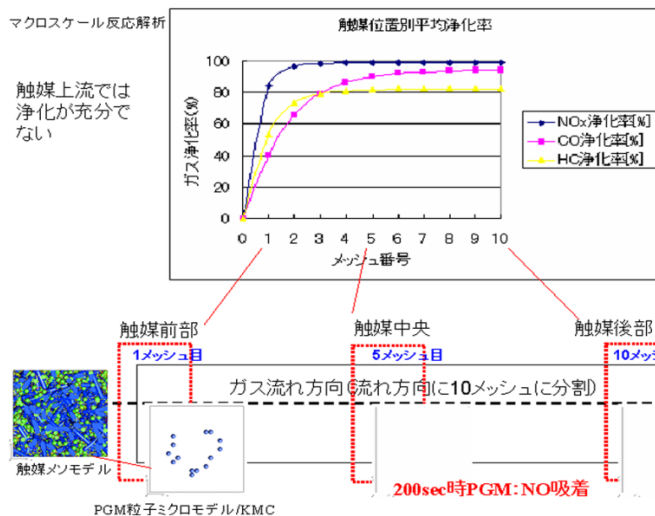 マクロスケール反応解析
触媒上流では
浄化が充分で
ない
触媒位置別平均浄化率
ガス浄化率(%)
100
80
60
40
20
0
0 1 2 3 4 5 6 7 8 9 10
メッシュ番号
NOx浄化率[%]
CO浄化率[%]
HC浄化率[%]
触媒前部
触媒中央
触媒後部
1メッシュ目
5メッシュ目
10メッシ
ガス流れ方向(流れ方向に10メッシュに分割)
触媒メソモデル
200sec時PGM:NO吸着
PGM粒子ミクロモデル/KMC